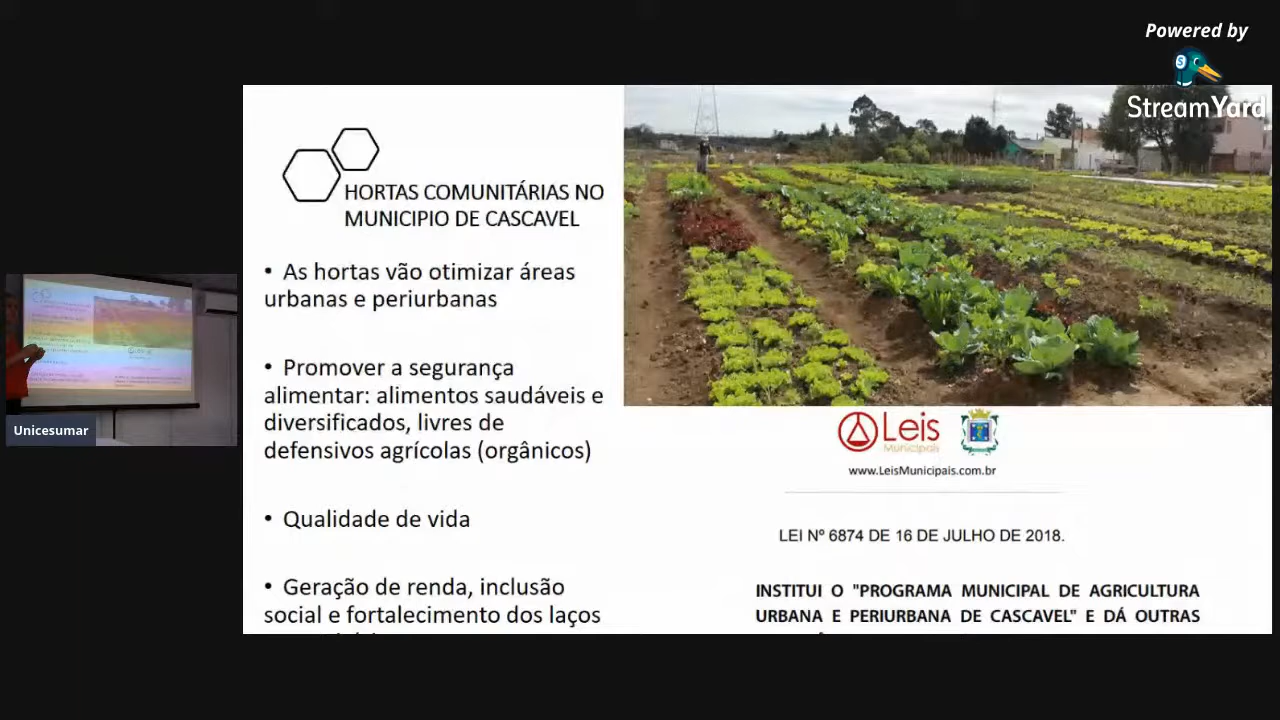 Powered by
StreamYard
HORTAS COMUNITÁRIAS NO
MUNICIPIO DE CASCAVEL
• As hortas vão otimizar áreas
urbanas e periurbanas
• Promover a segurança
alimentar: alimentos saudáveis e
diversificados, livres de
defensivos agrícolas (orgânicos)
• Qualidade de vida
• Geração de renda, inclusão
social e fortalecimento dos laços
Leis
Municipais
www.LeisMunicipais.com.br
LEI Nº 6874 DE 16 DE JULHO DE 2018.
INSTITUI O "PROGRAMA MUNICIPAL DE AGRICULTURA
URBANA E PERIURBANA DE CASCAVEL" E DÁ OUTRAS
Unicesumar